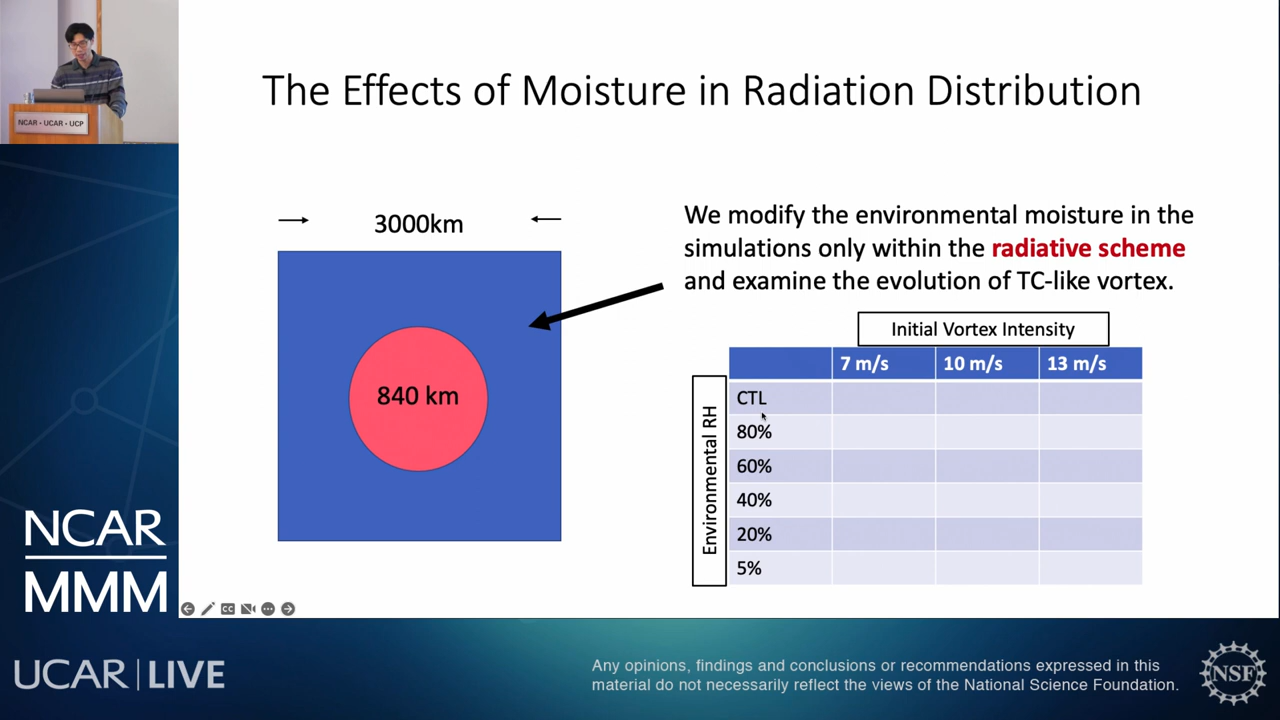 NCAR • UCAR • UCP
The Effects of Moisture in Radiation Distribution
3000km
840 km
We modify the environmental moisture in the
simulations only within the radiative scheme
and examine the evolution of TC-like vortex.
Initial Vortex Intensity
7 m/s 10 m/s 13 m/s
Environmental RH
CTL
80%
60%
40%
20%
5%
NCAR
MMM
CC
UCAR | LIVE
Any opinions, findings and conclusions or recommendations expressed in this
material do not necessarily reflect the views of the National Science Foundation.
NSF